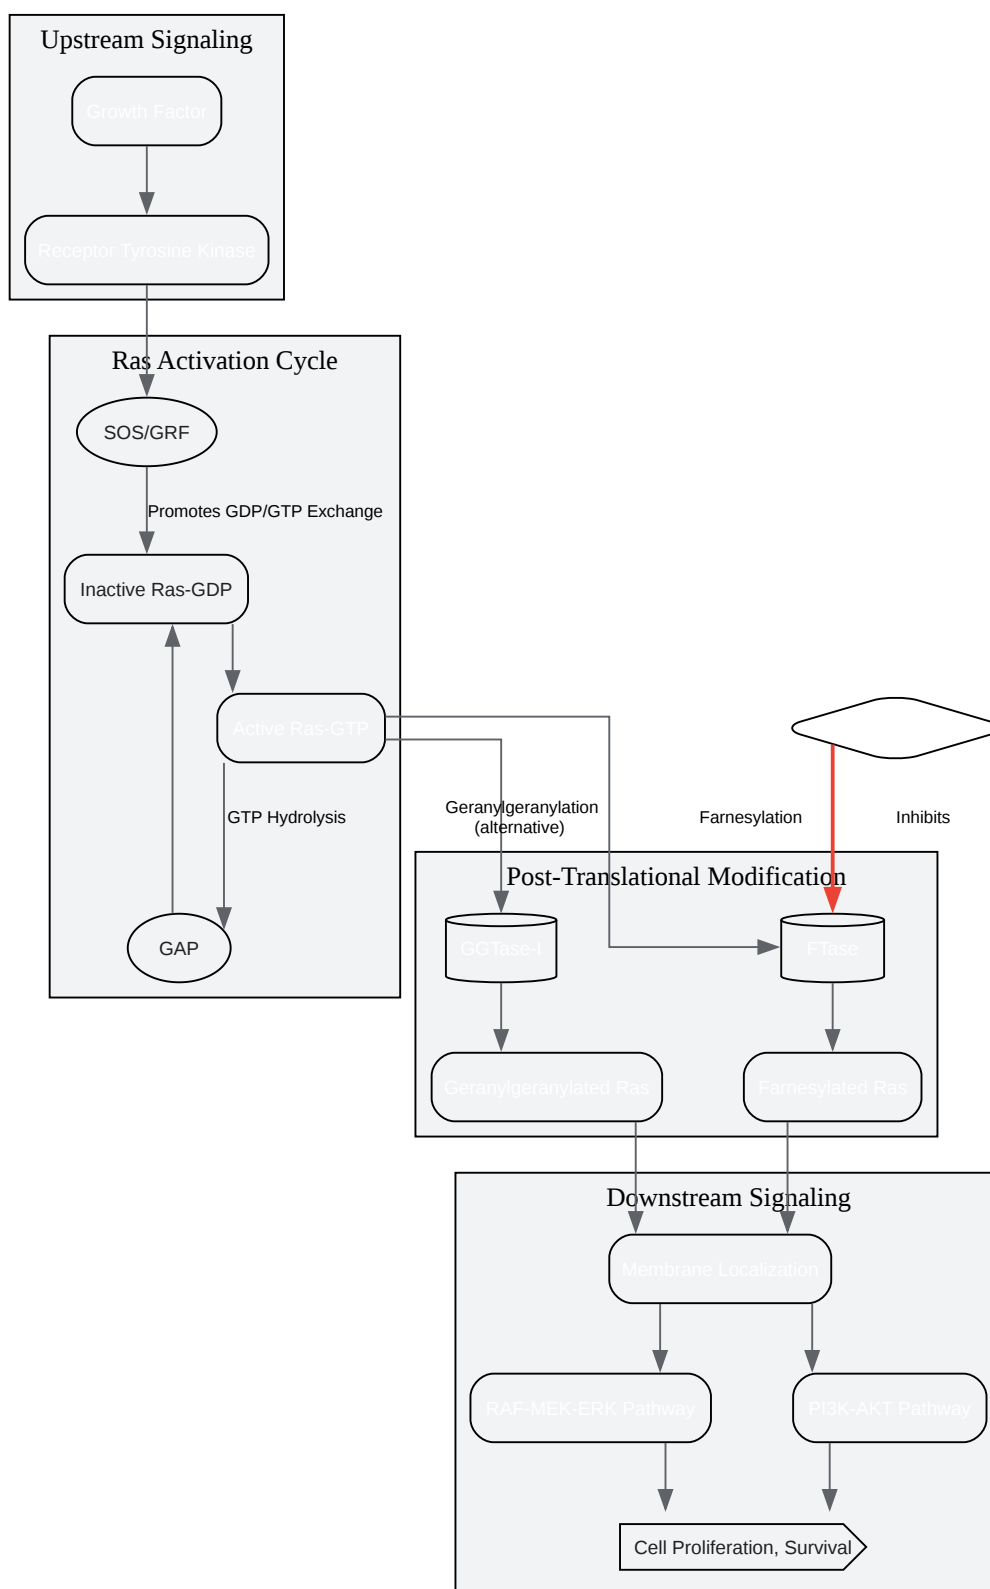 Upstream Signaling
Growth Factor
Receptor Tyrosine Kinase
Ras Activation Cycle
SOS/GRF
Promotes GDP/GTP Exchange
Inactive Ras-GDP
Active Ras-GTP
GTP Hydrolysis
GAP
Geranylgeranylation
(alternative)
Farnesylation
Inhibits
Post-Translational Modification
GGTase-I
FTase
Geranylgeranylated Ras
Farnesylated Ras
Downstream Signaling
Membrane Localization
RAF-MEK-ERK Pathway
PI3K-AKT Pathway
Cell Proliferation, Survival